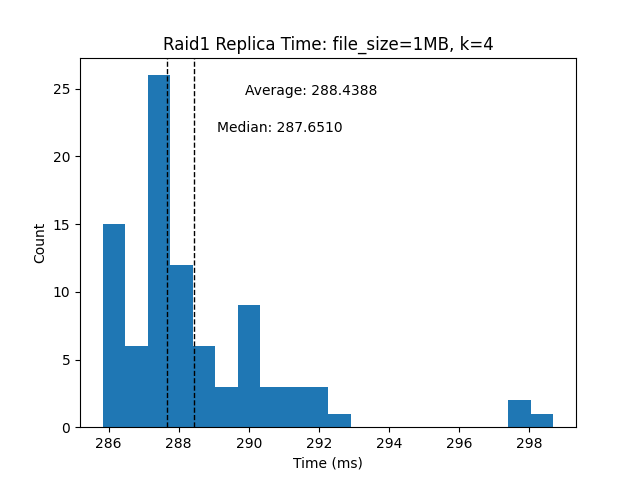 Raid1 Replica Time: file_size=1MB, k=4
Average: 288.4388
Median: 287.6510
25
20
15
10
5
0
Count
286 288 290 292 294 296 298
Time (ms)